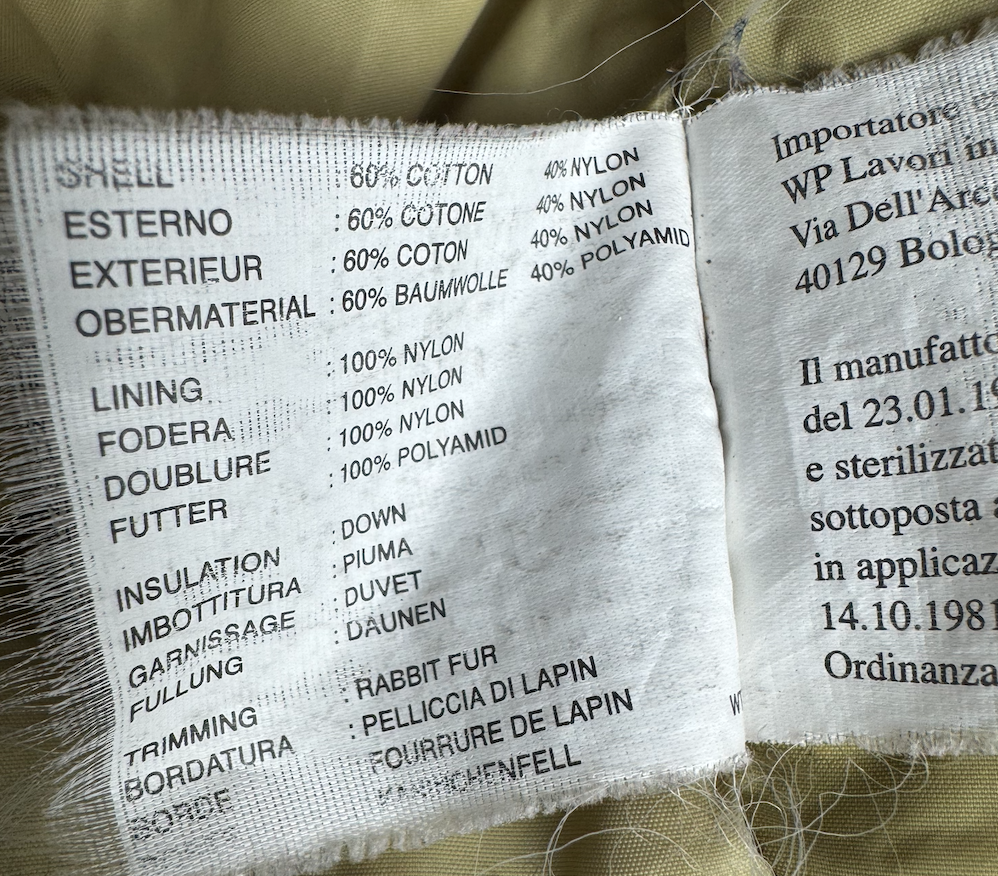 SHELL : 60% COTTON 40% NYLON
ESTERNO : 60% COTONE 40% NYLON
EXTERIEUR : 60% COTON 40% NYLON
OBERMATERIAL : 60% BAUMWOLLE 40% POLYAMID
LINING : 100% NYLON
FODERA : 100% NYLON
DOUBLURE : 100% NYLON
FUTTER : 100% POLYAMID
INSULATION : DOWN
IMBOTTITURA : PIUMA
GARNISSAGE : DUVET
FULLUNG : DAUNEN
TRIMMING : RABBIT FUR
BORDATURA : PELLICCIA DI LAPIN
BORDE FOURRURE DE LAPIN
KANINCHENFELL
Importatore
WP Lavori in
Via Dell'Arc
40129 Bolog
Il manufatto
del 23.01.19
e sterilizzat
sottoposta
in applicaz
14.10.1981
Ordinanza